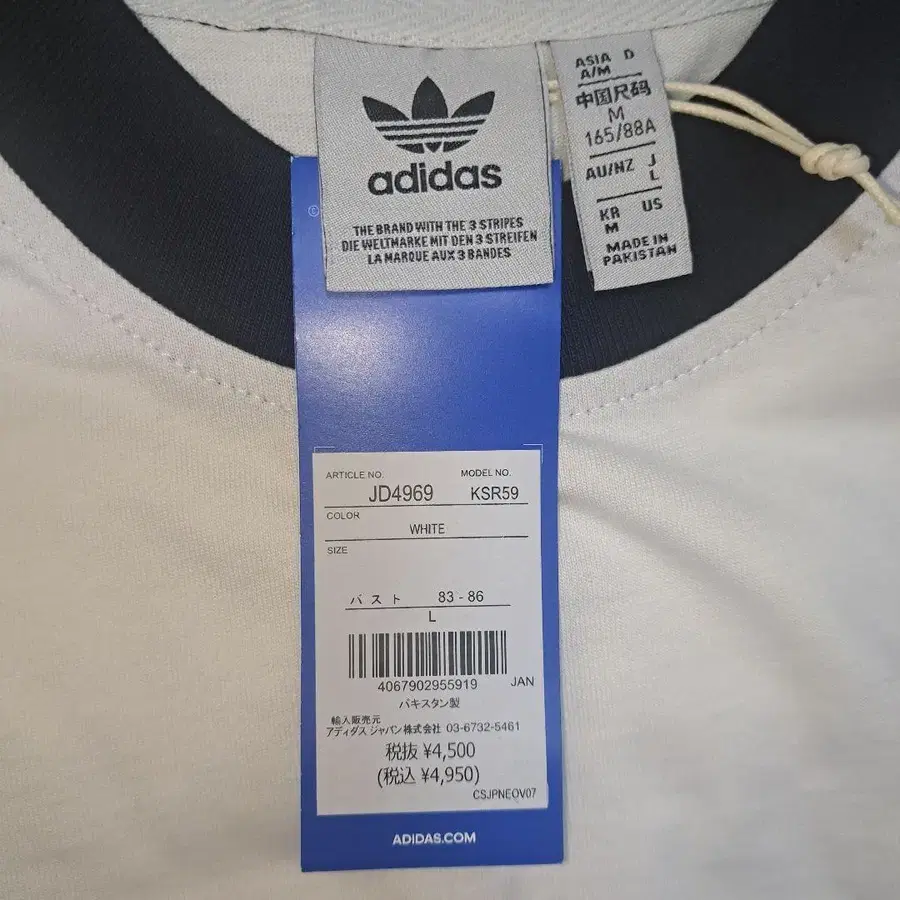 adidas
THE BRAND WITH THE 3 STRIPES
DIE WELTMARKE MIT DEN 3 STREIFEN
LA MARQUE AUX 3 BANDES
ASIA D
A/M
中国尺码
M
165/88A
AU/NZ J
L
KR US
M
MADE IN
PAKISTAN
ARTICLE NO. MODEL NO.
JD4969 KSR59
COLOR
WHITE
SIZE
バスト 83 - 86
L
4067902955919 JAN
パキスタン製
輸入販売元
アディダス ジャパン株式会社 03-6732-5461
税抜 ¥4,500
(税込 ¥4,950)
CSJPNEOV07
ADIDAS.COM